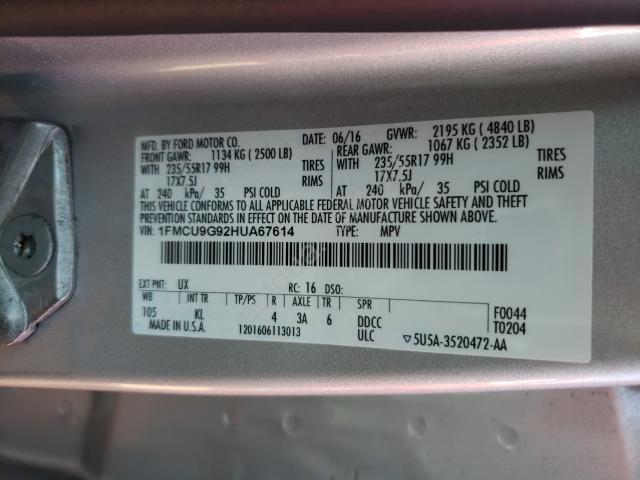 MFD. BY FORD MOTOR CO. DATE: 06/16 GVWR: 2195 KG ( 4840 LB)
FRONT GAWR: 1134 KG ( 2500 LB) REAR GAWR: 1067 KG ( 2352 LB)
WITH 235/55R17 99H TIRES WITH 235/55R17 99H TIRES
17X7.5J RIMS 17X7.5J RIMS
AT 240 kPa/ 35 PSI COLD AT 240 kPa/ 35 PSI COLD
THIS VEHICLE CONFORMS TO ALL APPLICABLE FEDERAL MOTOR VEHICLE SAFETY AND THEFT
PREVENTION STANDARDS IN EFFECT ON THE DATE OF MANUFACTURE SHOWN ABOVE.
VIN: 1FMCU9G92HUA67614 TYPE: MPV
EXT PNT: UX RC: 16 DSO:
WB INT TR TP/PS R AXLE TR SPR F0044
105 KL 4 3A 6 DDCC T0204
MADE IN U.S.A. 1201606113013 ULC ▽5U5A-3520472-AA